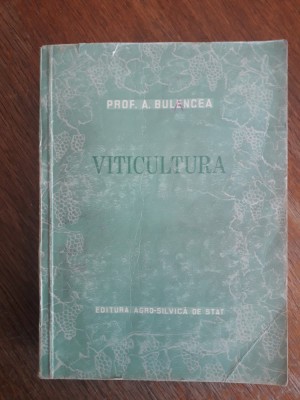 PROF. A. BULENCEA
VITICULTURA
EDITURA AGRO-SILVICĂ DE STAT